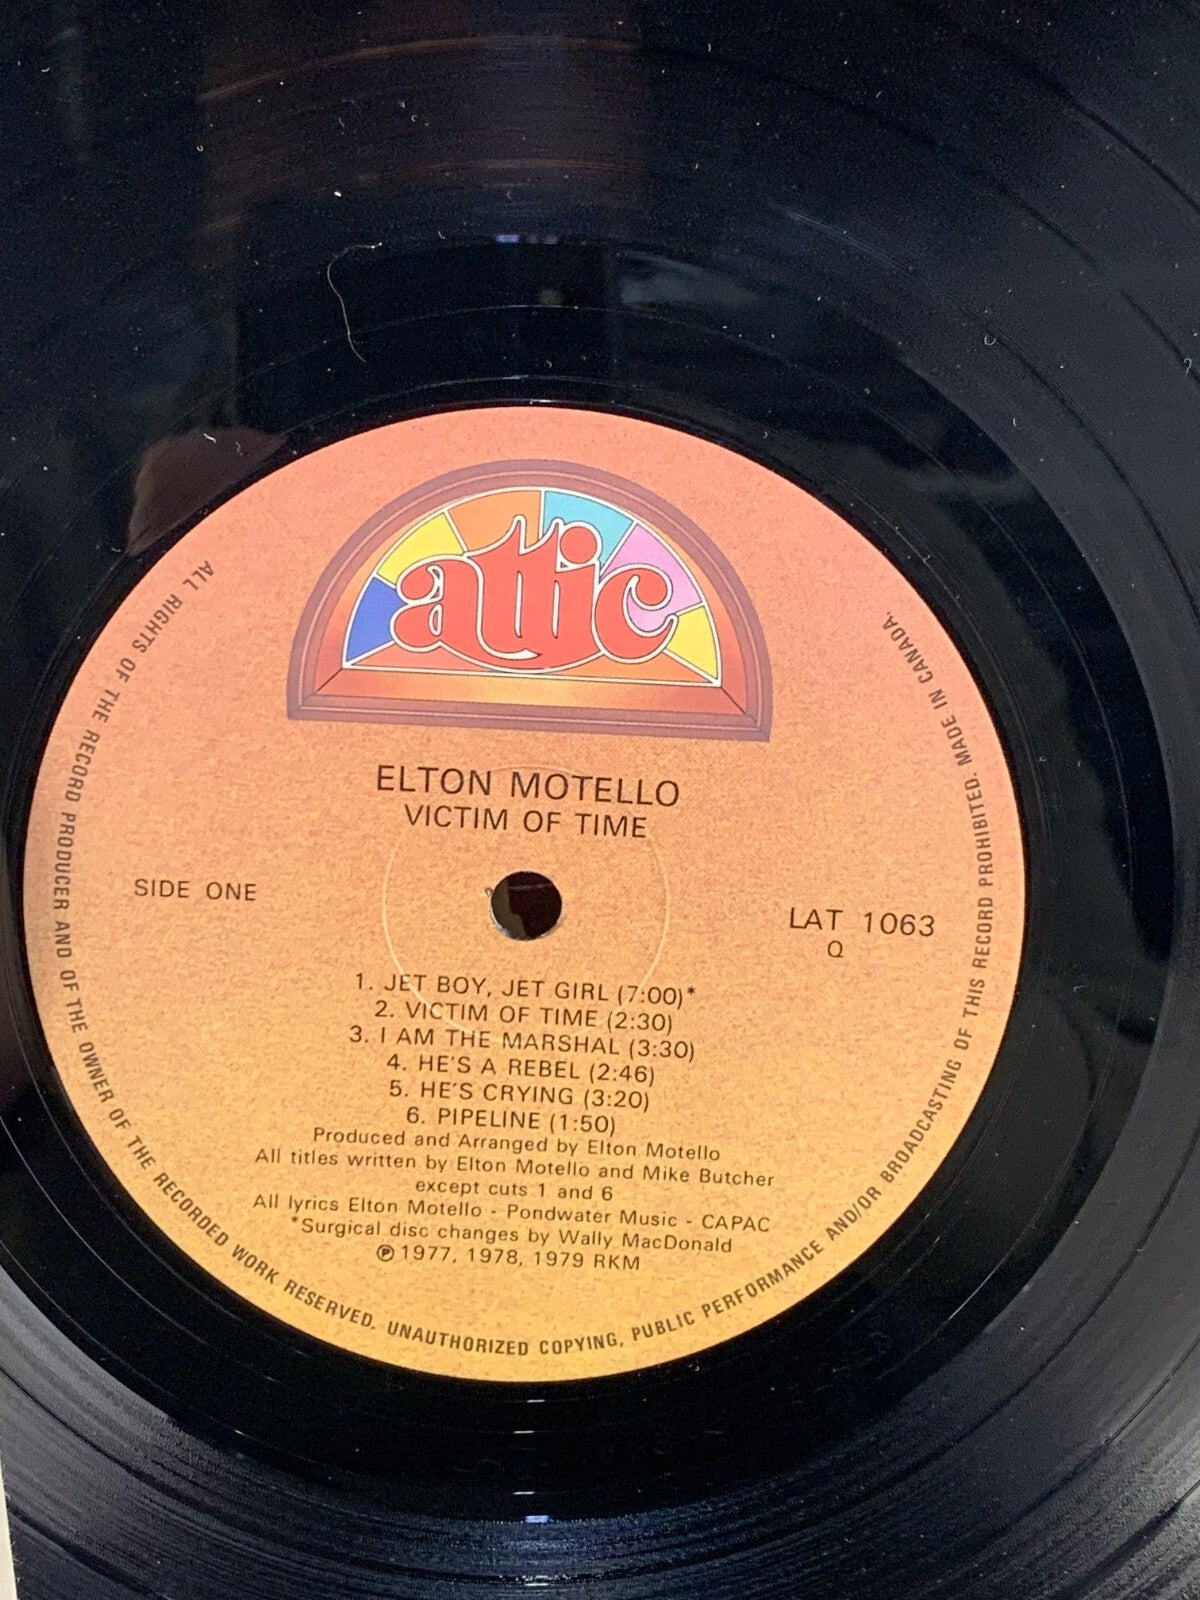 attic
ELTON MOTELLO
VICTIM OF TIME
SIDE ONE
LAT 1063
Q
1. JET BOY, JET GIRL (7:00)*
2. VICTIM OF TIME (2:30)
3. I AM THE MARSHAL (3:30)
4. HE'S A REBEL (2:46)
5. HE'S CRYING (3:20)
6. PIPELINE (1:50)
Produced and Arranged by Elton Motello
All titles written by Elton Motello and Mike Butcher
except cuts 1 and 6
All lyrics Elton Motello - Pondwater Music - CAPAC
*Surgical disc changes by Wally MacDonald
℗ 1977, 1978, 1979 RKM
ALL RIGHTS OF THE RECORD PRODUCER AND OF THE OWNER OF THE RECORDED WORK RESERVED. UNAUTHORIZED COPYING, PUBLIC PERFORMANCE AND/OR BROADCASTING OF THIS RECORD PROHIBITED. MADE IN CANADA.